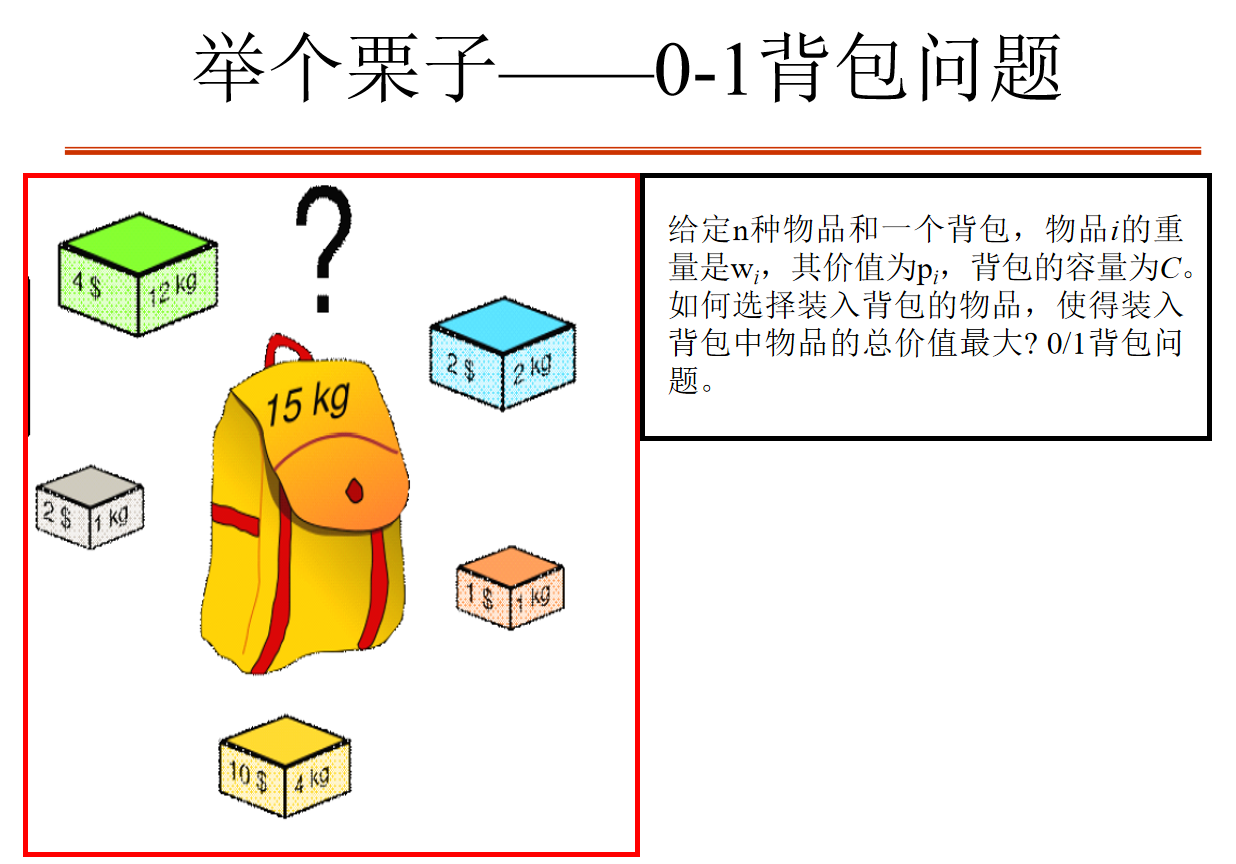 举个栗子——0-1背包问题
?
4 $ 12 kg
15 kg
2 $ 2 kg
2 $ 1 kg
1 $ 1 kg
10 $ 4 kg
给定n种物品和一个背包，物品i的重
量是wi，其价值为pi，背包的容量为C。
如何选择装入背包的物品，使得装入
背包中物品的总价值最大? 0/1背包问
题。